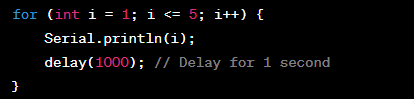 for (int i = 1; i <= 5; i++) {
    Serial.println(i);
    delay(1000); // Delay for 1 second
}